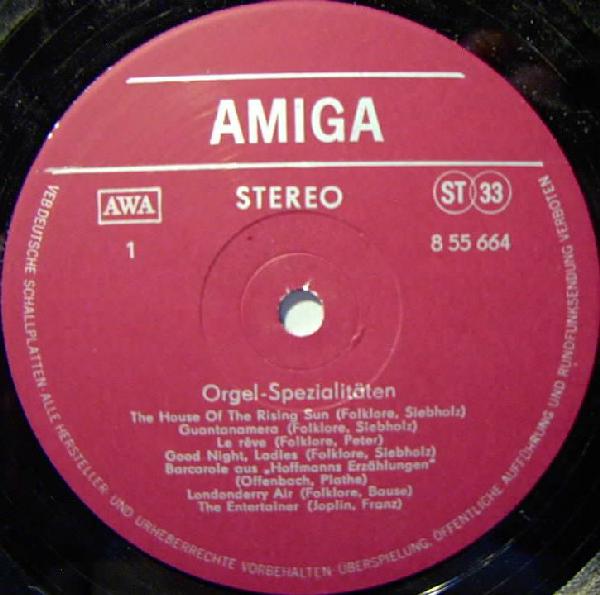 AMIGA
AWA
STEREO
ST 33
1
8 55 664
Orgel-Spezialitäten
The House Of The Rising Sun (Folklore, Siebholz)
Guantanamera (Folklore, Siebholz)
Le rêve (Folklore, Peter)
Good Night, Ladies (Folklore, Siebholz)
Barcarole aus „Hoffmanns Erzählungen"
(Offenbach, Plathe)
Londonderry Air (Folklore, Bause)
The Entertainer (Joplin, Franz)
VEB DEUTSCHE SCHALLPLATTEN · ALLE HERSTELLER- UND URHEBERRECHTE VORBEHALTEN · ÜBERSPIELUNG, ÖFFENTLICHE AUFFÜHRUNG UND RUNDFUNKSENDUNG VERBOTEN